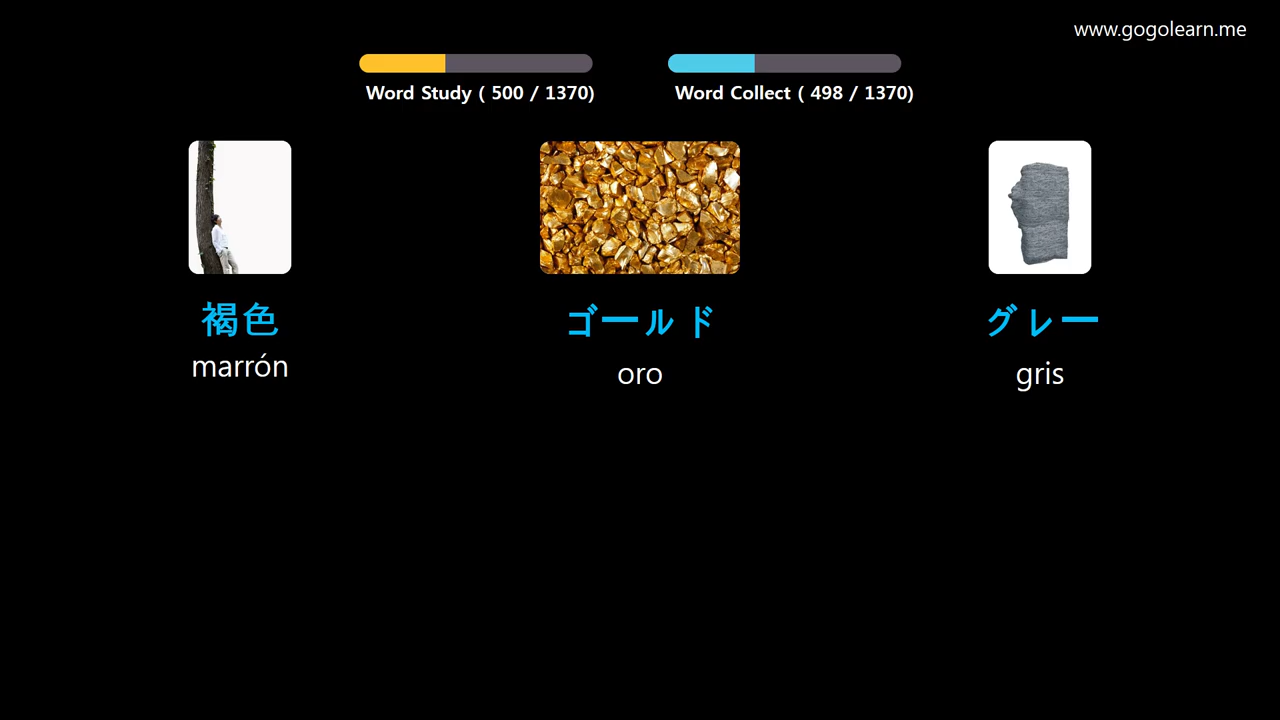 www.gogolearn.me
Word Study ( 500 / 1370)
Word Collect ( 498 / 1370)
褐色
marrón
ゴールド
oro
グレー
gris